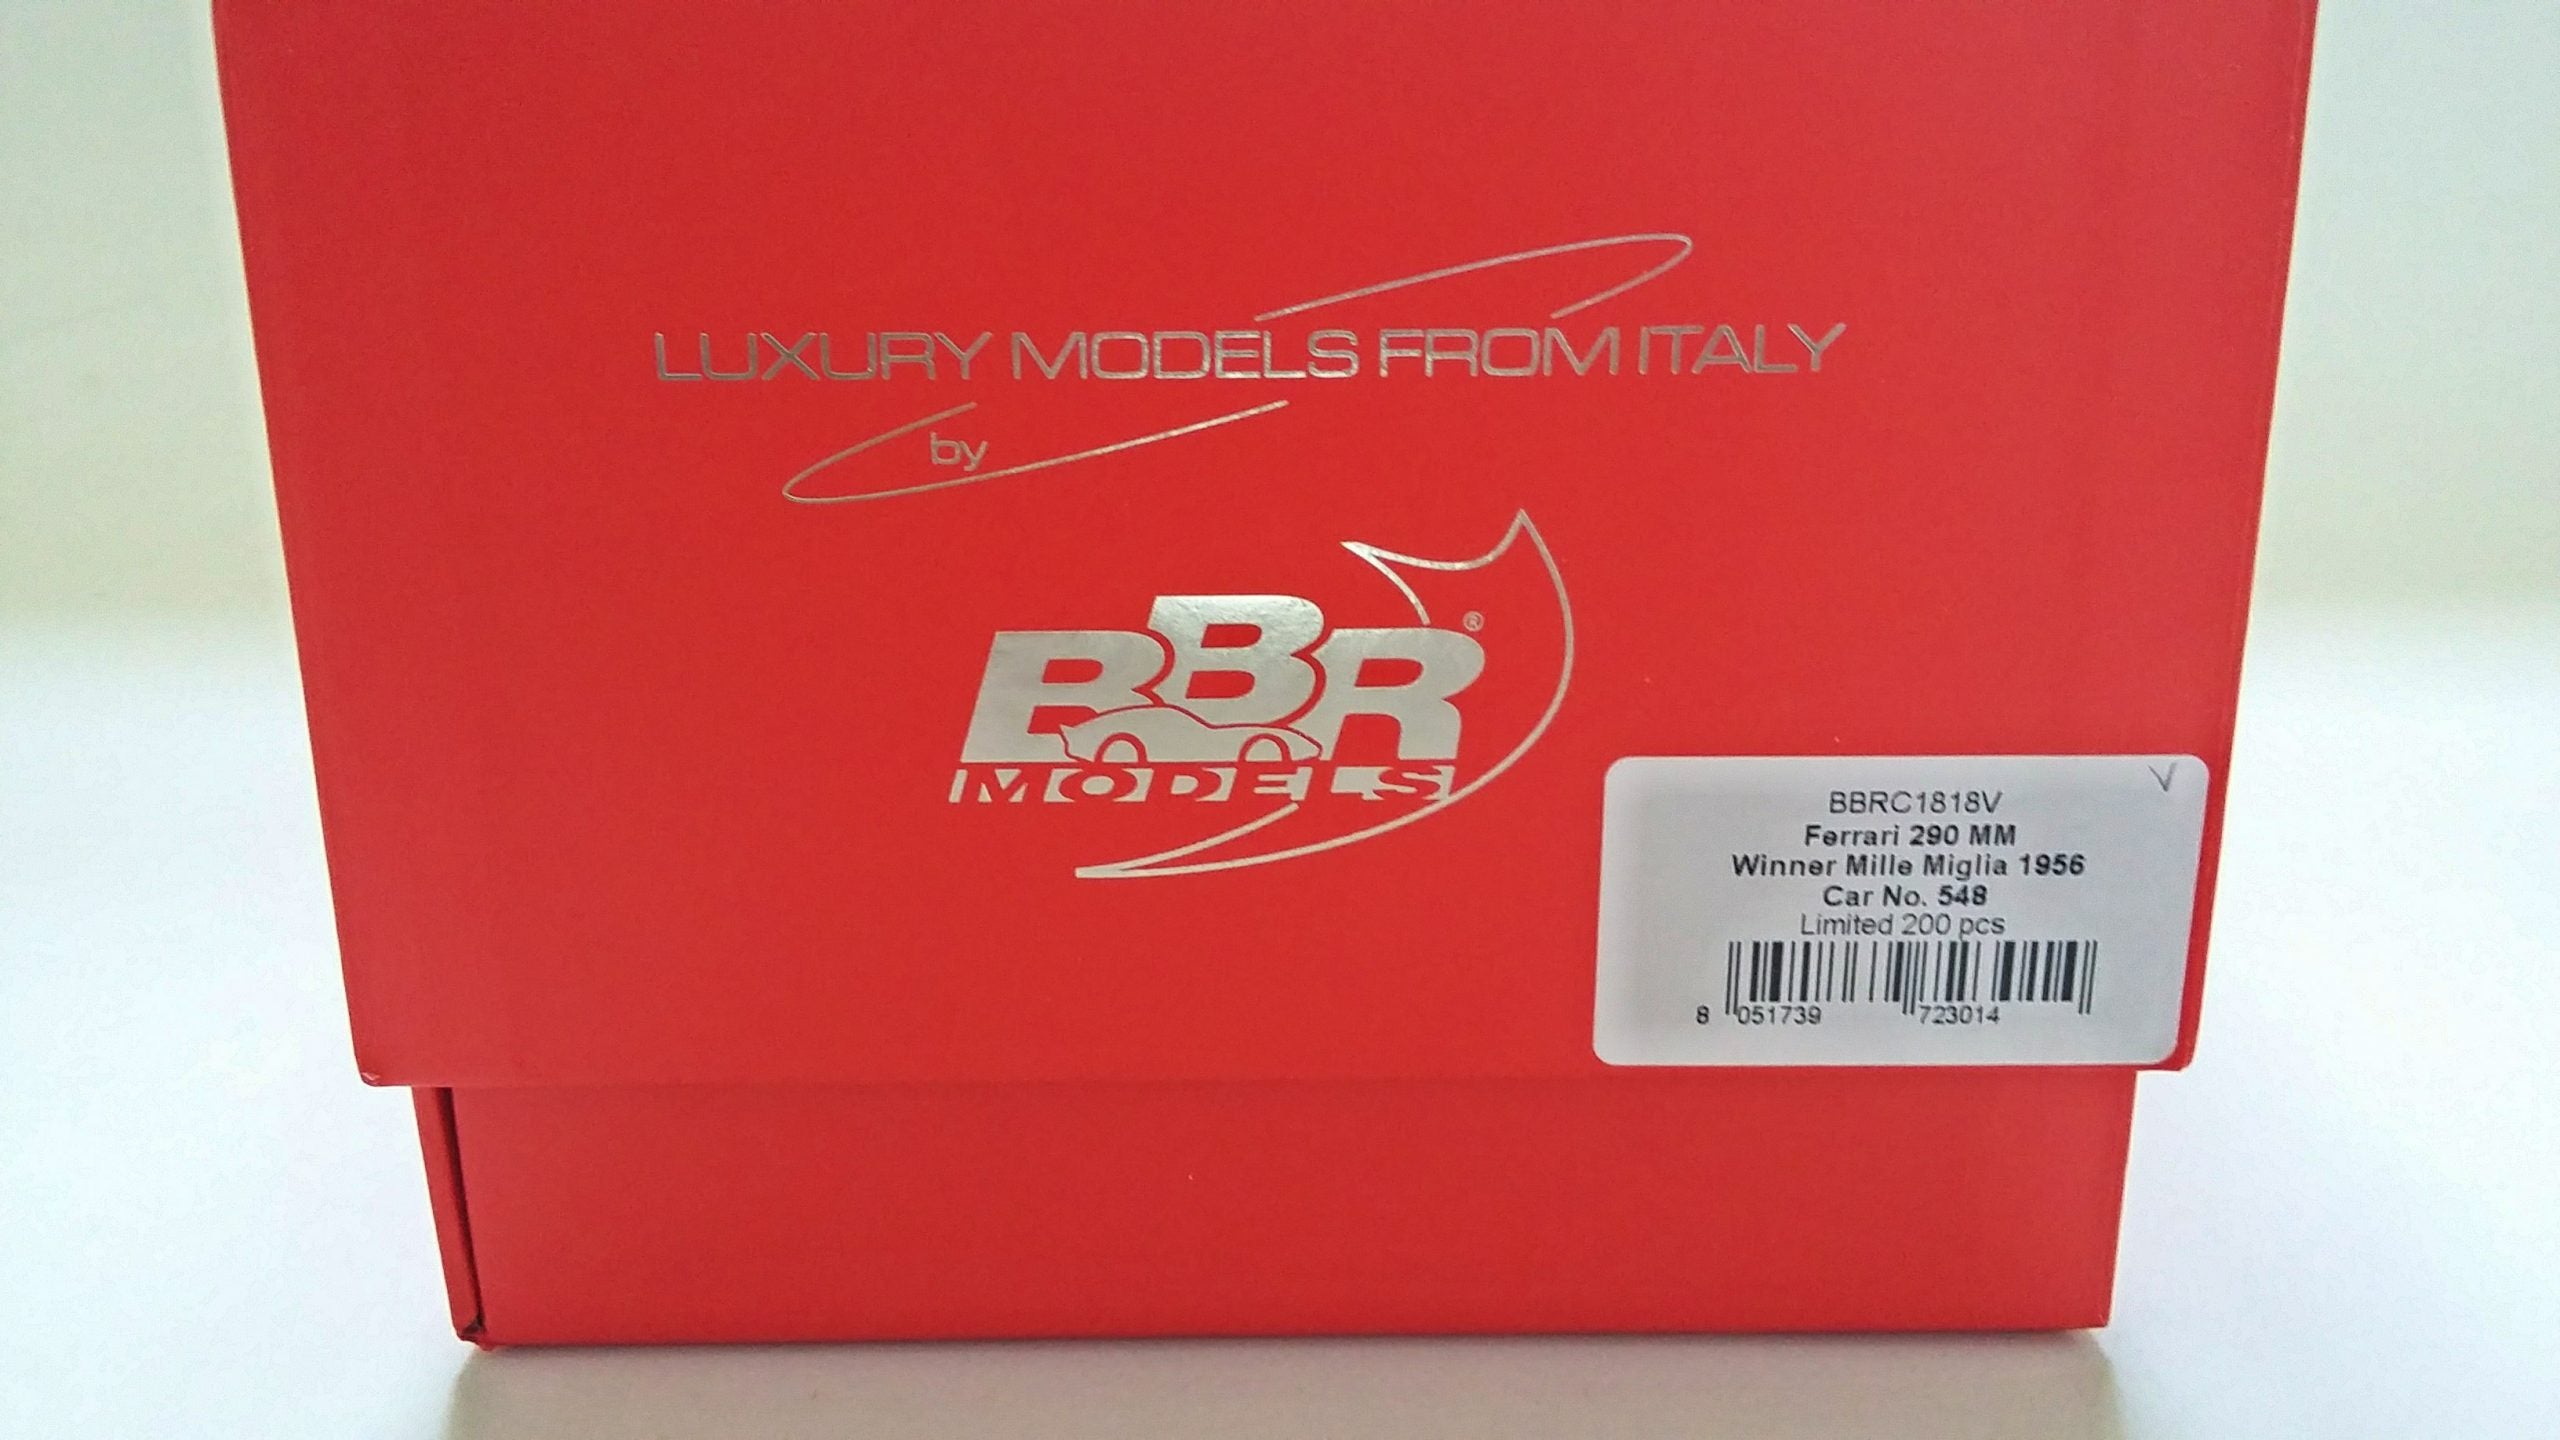 LUXURY MODELS FROM ITALY
by
BBR®
MODELS
V
BBRC1818V
Ferrari 290 MM
Winner Mille Miglia 1956
Car No. 548
Limited 200 pcs
8 051739 723014